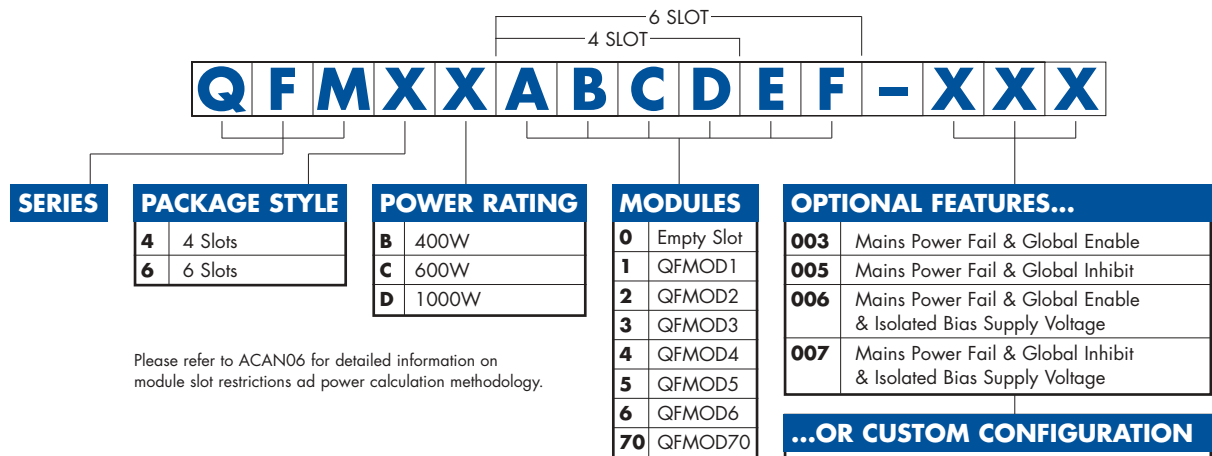 6 SLOT
4 SLOT
QFMXXABCDEF-XXX
SERIES
PACKAGE STYLE
4 4 Slots
6 6 Slots
POWER RATING
B 400W
C 600W
D 1000W
Please refer to ACAN06 for detailed information on
module slot restrictions ad power calculation methodology.
MODULES
0 Empty Slot
1 QFMOD1
2 QFMOD2
3 QFMOD3
4 QFMOD4
5 QFMOD5
6 QFMOD6
70 QFMOD70
OPTIONAL FEATURES...
003 Mains Power Fail & Global Enable
005 Mains Power Fail & Global Inhibit
006 Mains Power Fail & Global Enable
& Isolated Bias Supply Voltage
007 Mains Power Fail & Global Inhibit
& Isolated Bias Supply Voltage
...OR CUSTOM CONFIGURATION